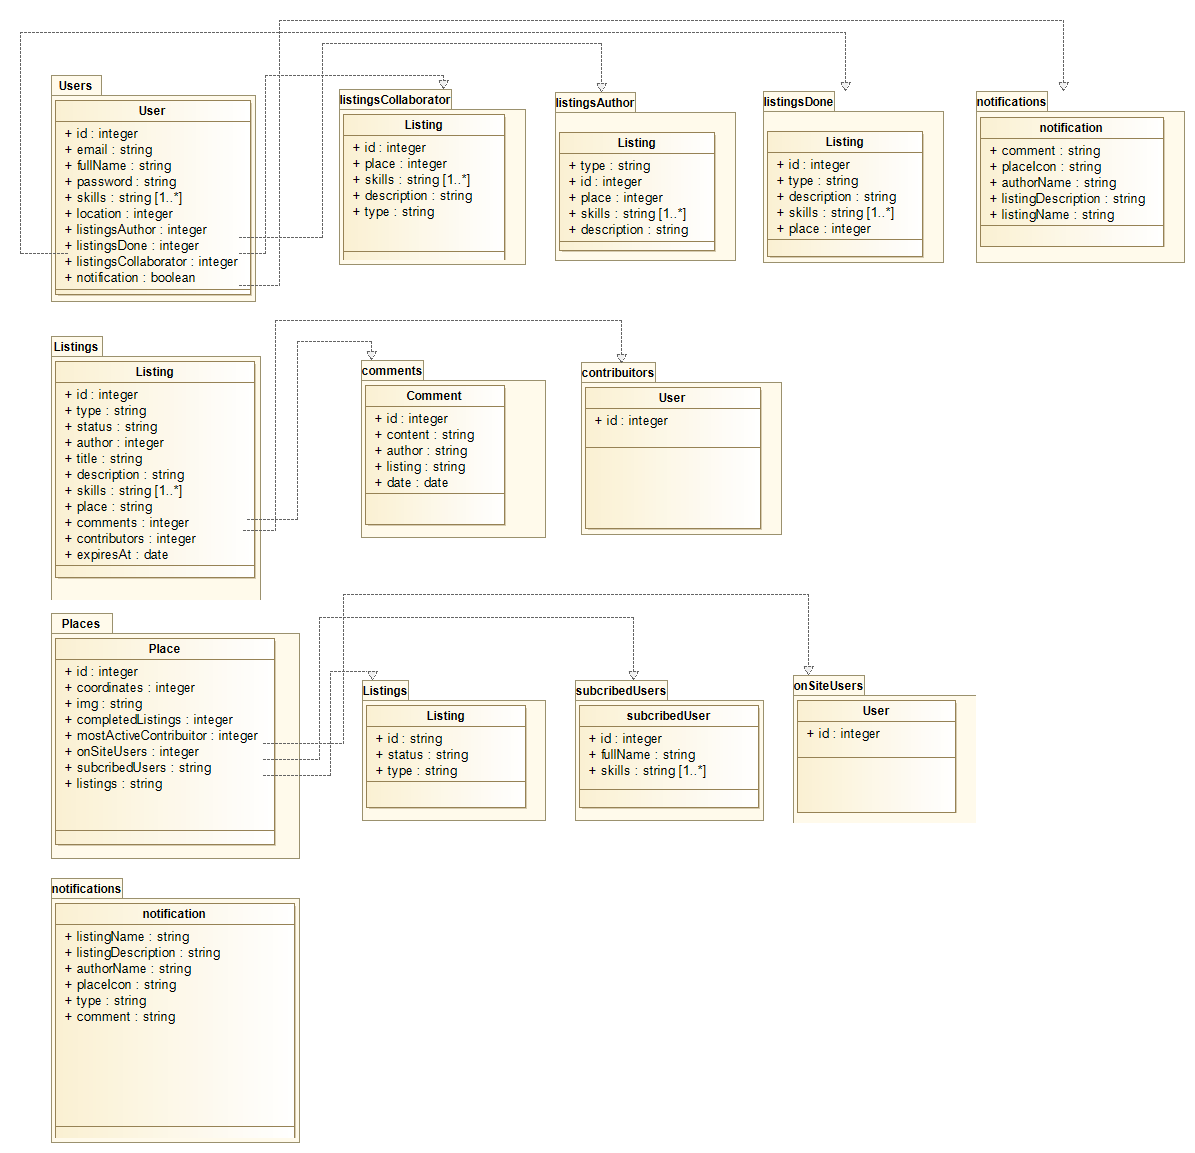 Users
User
+ id : integer
+ email : string
+ fullName : string
+ password : string
+ skills : string [1..*]
+ location : integer
+ listingsAuthor : integer
+ listingsDone : integer
+ listingsCollaborator : integer
+ notification : boolean
listingsCollaborator
Listing
+ id : integer
+ place : integer
+ skills : string [1..*]
+ description : string
+ type : string
listingsAuthor
Listing
+ type : string
+ id : integer
+ place : integer
+ skills : string [1..*]
+ description : string
listingsDone
Listing
+ id : integer
+ type : string
+ description : string
+ skills : string [1..*]
+ place : integer
notifications
notification
+ comment : string
+ placeIcon : string
+ authorName : string
+ listingDescription : string
+ listingName : string
Listings
Listing
+ id : integer
+ type : string
+ status : string
+ author : integer
+ title : string
+ description : string
+ skills : string [1..*]
+ place : string
+ comments : integer
+ contributors : integer
+ expiresAt : date
comments
Comment
+ id : integer
+ content : string
+ author : string
+ listing : string
+ date : date
contribuitors
User
+ id : integer
Places
Place
+ id : integer
+ coordinates : integer
+ img : string
+ completedListings : integer
+ mostActiveContribuitor : integer
+ onSiteUsers : integer
+ subcribedUsers : string
+ listings : string
Listings
Listing
+ id : string
+ status : string
+ type : string
subcribedUsers
subcribedUser
+ id : integer
+ fullName : string
+ skills : string [1..*]
onSiteUsers
User
+ id : integer
notifications
notification
+ listingName : string
+ listingDescription : string
+ authorName : string
+ placeIcon : string
+ type : string
+ comment : string